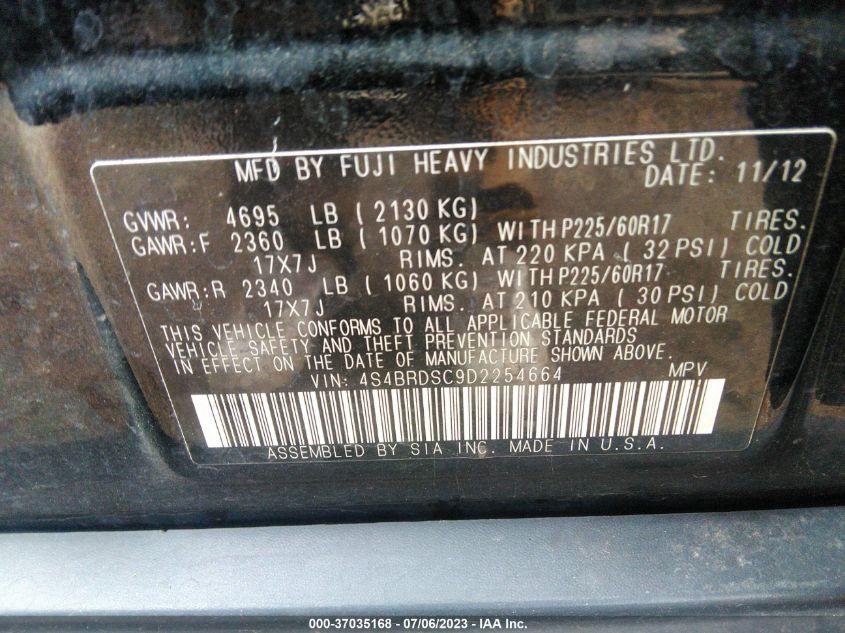 MFD BY FUJI HEAVY INDUSTRIES LTD.
DATE: 11/12
GVWR: 4695 LB ( 2130 KG)
GAWR:F 2360 LB ( 1070 KG) WITH P225/60R17 TIRES.
17X7J RIMS. AT 220 KPA ( 32 PSI) COLD
GAWR:R 2340 LB ( 1060 KG) WITH P225/60R17 TIRES.
17X7J RIMS. AT 210 KPA ( 30 PSI) COLD
THIS VEHICLE CONFORMS TO ALL APPLICABLE FEDERAL MOTOR
VEHICLE SAFETY AND THEFT PREVENTION STANDARDS
IN EFFECT ON THE DATE OF MANUFACTURE SHOWN ABOVE.
VIN: 4S4BRDSC9D2254664 MPV
ASSEMBLED BY SIA INC. MADE IN U.S.A.
000-37035168 - 07/06/2023 - IAA Inc.